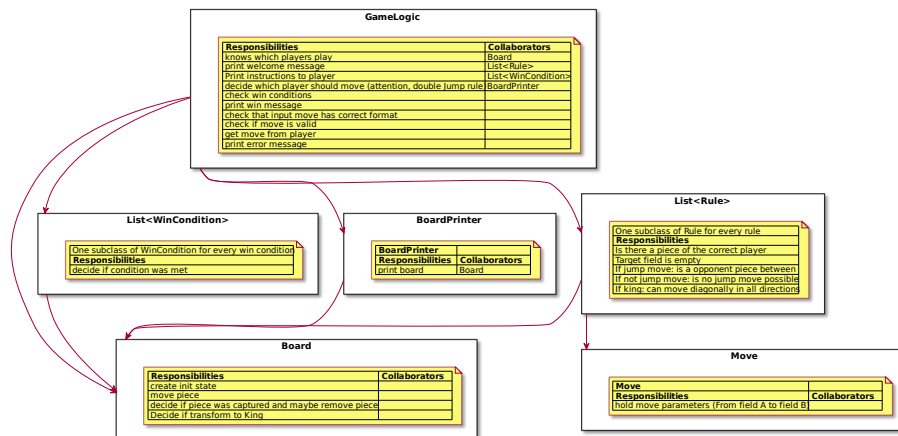 GameLogic
Responsibilities Collaborators
knows which players play Board
print welcome message List<Rule>
Print instructions to player List<WinCondition>
decide which player should move (attention, double Jump rule BoardPrinter
check win conditions
print win message
check that input move has correct format
check if move is valid
get move from player
print error message
List<WinCondition>
One subclass of WinCondition for every win condition
Responsibilities
decide if condition was met
BoardPrinter
BoardPrinter
Responsibilities Collaborators
print board Board
List<Rule>
One subclass of Rule for every rule
Responsibilities
Is there a piece of the correct player
Target field is empty
If jump move: is a opponent piece between
If not jump move: is no jump move possible
If king: can move diagonally in all directions
Board
Responsibilities Collaborators
create init state
move piece
decide if piece was captured and maybe remove piece
Decide if transform to King
Move
Move
Responsibilities Collaborators
hold move parameters (From field A to field B)